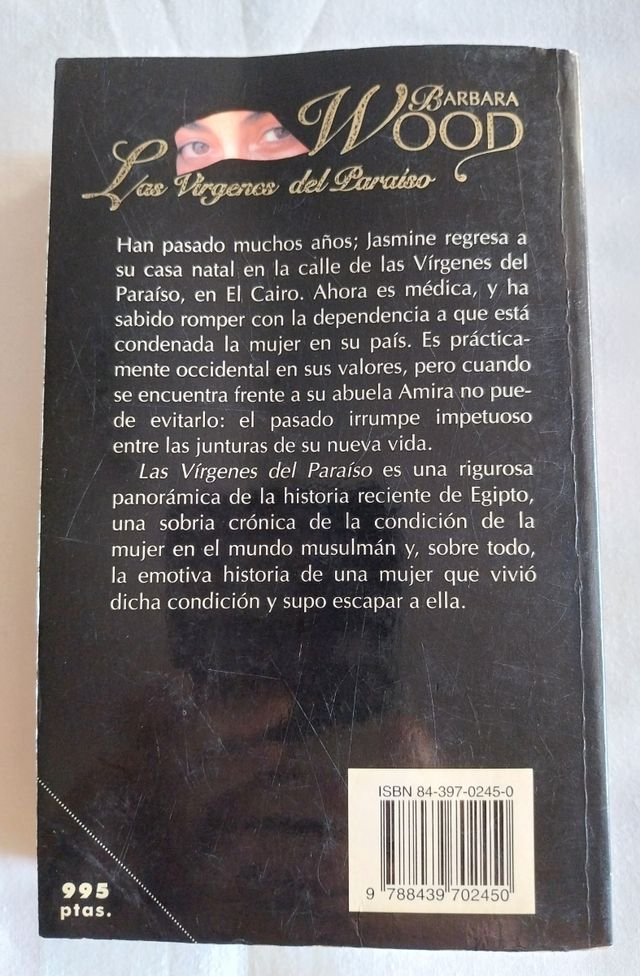 BARBARA
WOOD
Las Vírgenes del Paraíso
Han pasado muchos años; Jasmine regresa a
su casa natal en la calle de las Vírgenes del
Paraíso, en El Cairo. Ahora es médica, y ha
sabido romper con la dependencia a que está
condenada la mujer en su país. Es práctica-
mente occidental en sus valores, pero cuando
se encuentra frente a su abuela Amira no pue-
de evitarlo: el pasado irrumpe impetuoso
entre las junturas de su nueva vida.
Las Vírgenes del Paraíso es una rigurosa
panorámica de la historia reciente de Egipto,
una sobria crónica de la condición de la
mujer en el mundo musulmán y, sobre todo,
la emotiva historia de una mujer que vivió
dicha condición y supo escapar a ella.
ISBN 84-397-0245-0
9 788439 702450
995
ptas.